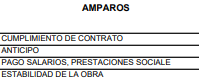 AMPAROS
CUMPLIMIENTO DE CONTRATO
ANTICIPO
PAGO SALARIOS, PRESTACIONES SOCIALE
ESTABILIDAD DE LA OBRA